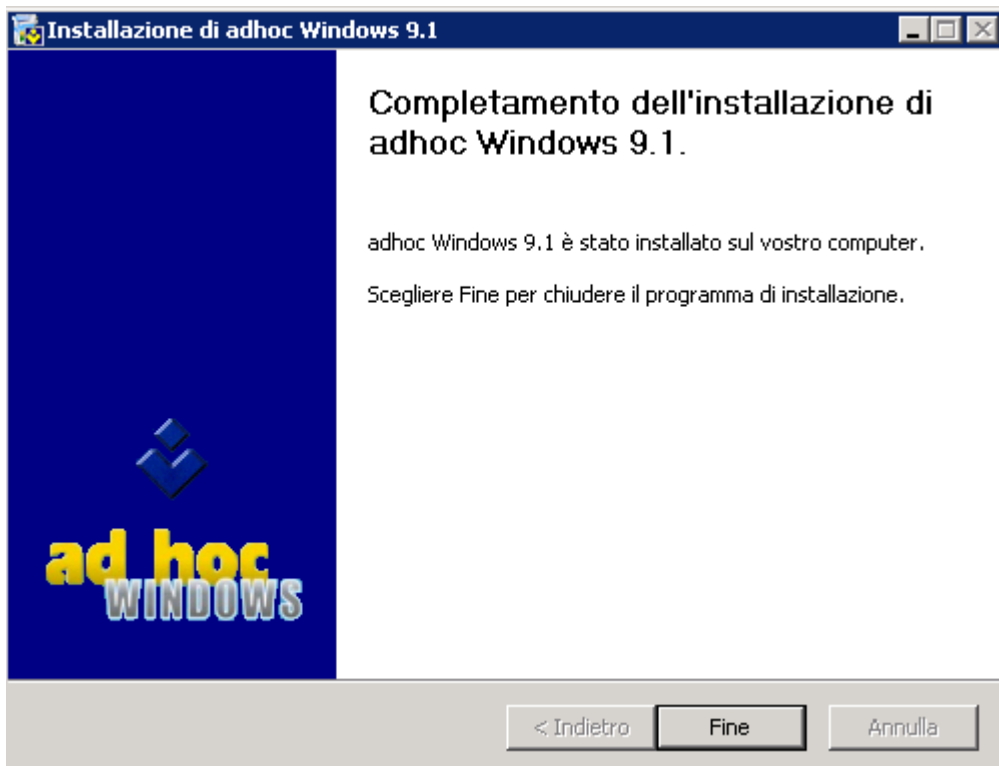 Installazione di adhoc Windows 9.1
Completamento dell'installazione di
adhoc Windows 9.1.
adhoc Windows 9.1 è stato installato sul vostro computer.
Scegliere Fine per chiudere il programma di installazione.
ad hoc
WINDOWS
< Indietro
Fine
Annulla